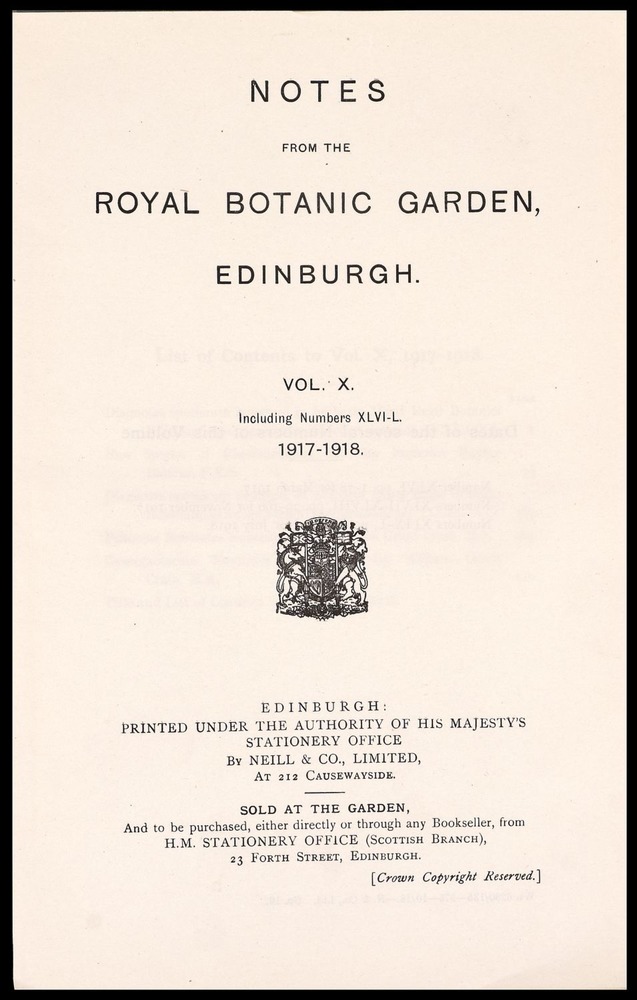 NOTES
FROM THE
ROYAL BOTANIC GARDEN,
EDINBURGH.
VOL. X.
Including Numbers XLVI-L.
1917-1918.
EDINBURGH:
PRINTED UNDER THE AUTHORITY OF HIS MAJESTY'S
STATIONERY OFFICE
BY NEILL & CO., LIMITED,
AT 212 CAUSEWAYSIDE.
SOLD AT THE GARDEN,
And to be purchased, either directly or through any Bookseller, from
H.M. STATIONERY OFFICE (SCOTTISH BRANCH),
23 FORTH STREET, EDINBURGH.
[Crown Copyright Reserved.]